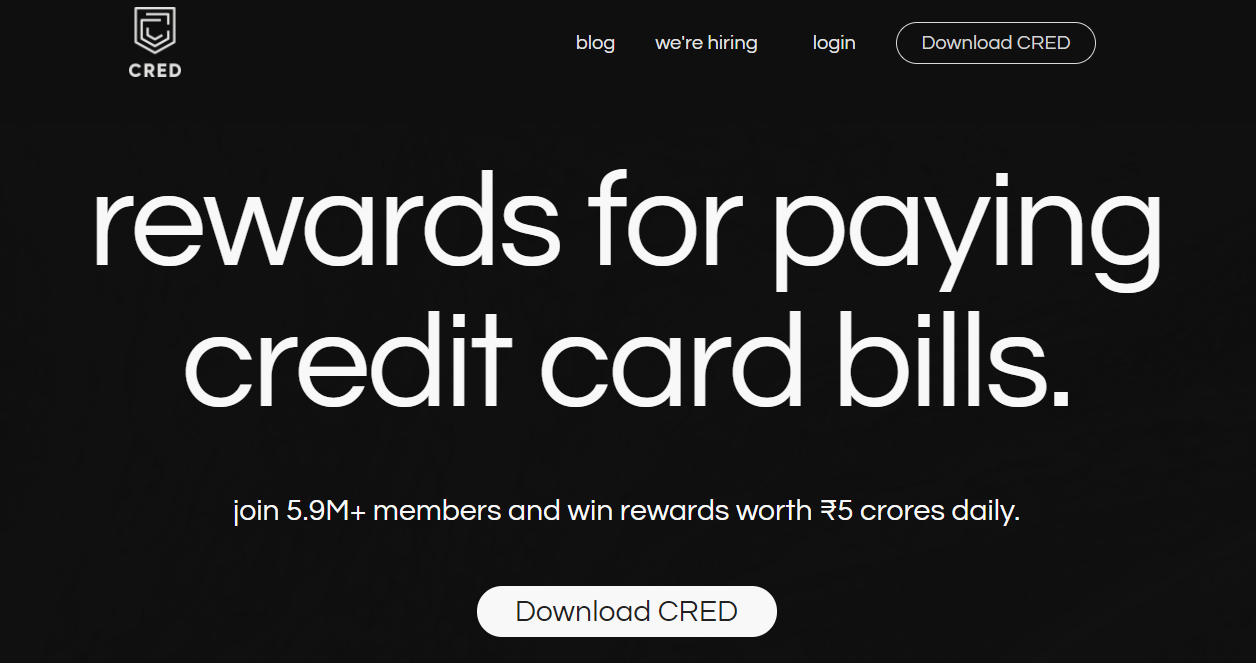 CRED
blog
we're hiring
login
Download CRED
rewards for paying
credit card bills.
join 5.9M+ members and win rewards worth ₹5 crores daily.
Download CRED